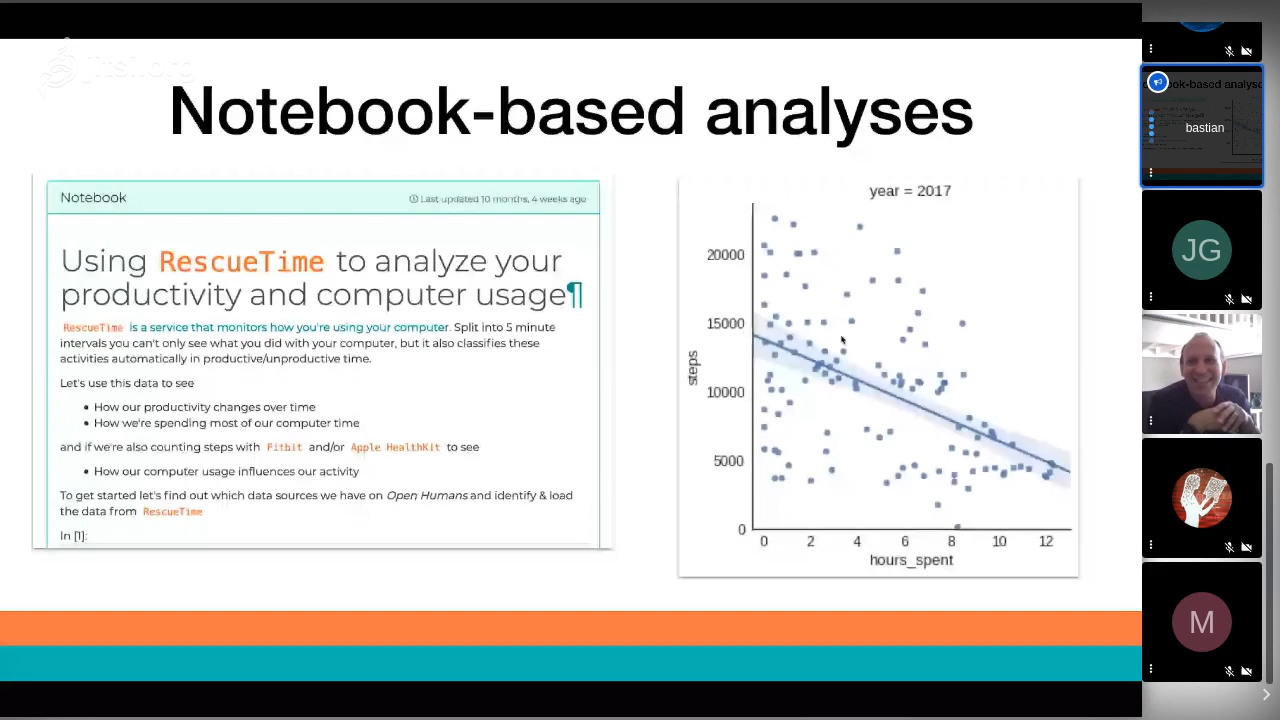 jitsi.org
Notebook-based analyses
Notebook
Last updated 10 months, 4 weeks ago
Using RescueTime to analyze your
productivity and computer usage¶
RescueTime is a service that monitors how you're using your computer. Split into 5 minute
intervals you can't only see what you did with your computer, but it also classifies these
activities automatically in productive/unproductive time.
Let's use this data to see
• How our productivity changes over time
• How we're spending most of our computer time
and if we're also counting steps with Fitbit and/or Apple HealthKit to see
• How our computer usage influences our activity
To get started let's find out which data sources we have on Open Humans and identify & load
the data from RescueTime
In [1]:
year = 2017
20000
15000
10000
5000
0
steps
0 2 4 6 8 10 12
hours_spent
bastian
JG
M